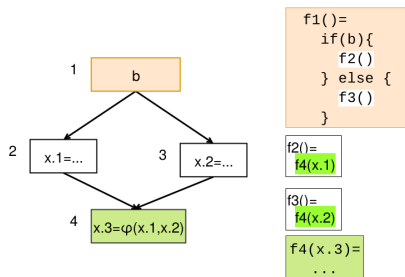 1
b
2
x.1=...
3
x.2=...
4
x.3=φ(x.1,x.2)
f1()=
if(b){
f2()
} else {
f3()
}
f2()=
f4(x.1)
f3()=
f4(x.2)
f4(x.3)=
...